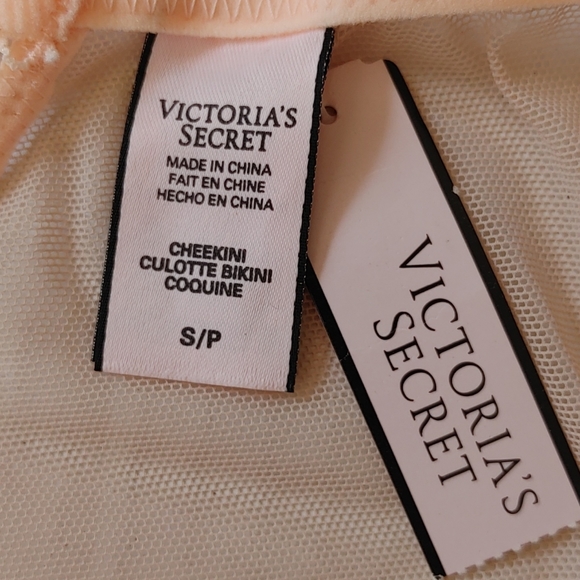 VICTORIA'S
SECRET
MADE IN CHINA
FAIT EN CHINE
HECHO EN CHINA
CHEEKINI
CULOTTE BIKINI
COQUINE
S/P
VICTORIA'S
SECRET